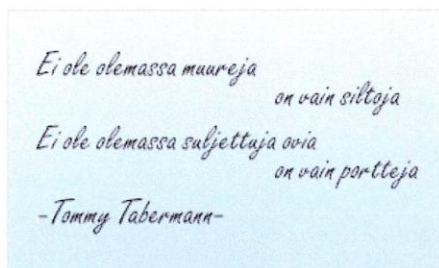 Ei ole olemassa muureja
on vain siltoja
Ei ole olemassa suljettuja ovia
on vain portteja
-Tommy Tabermann-